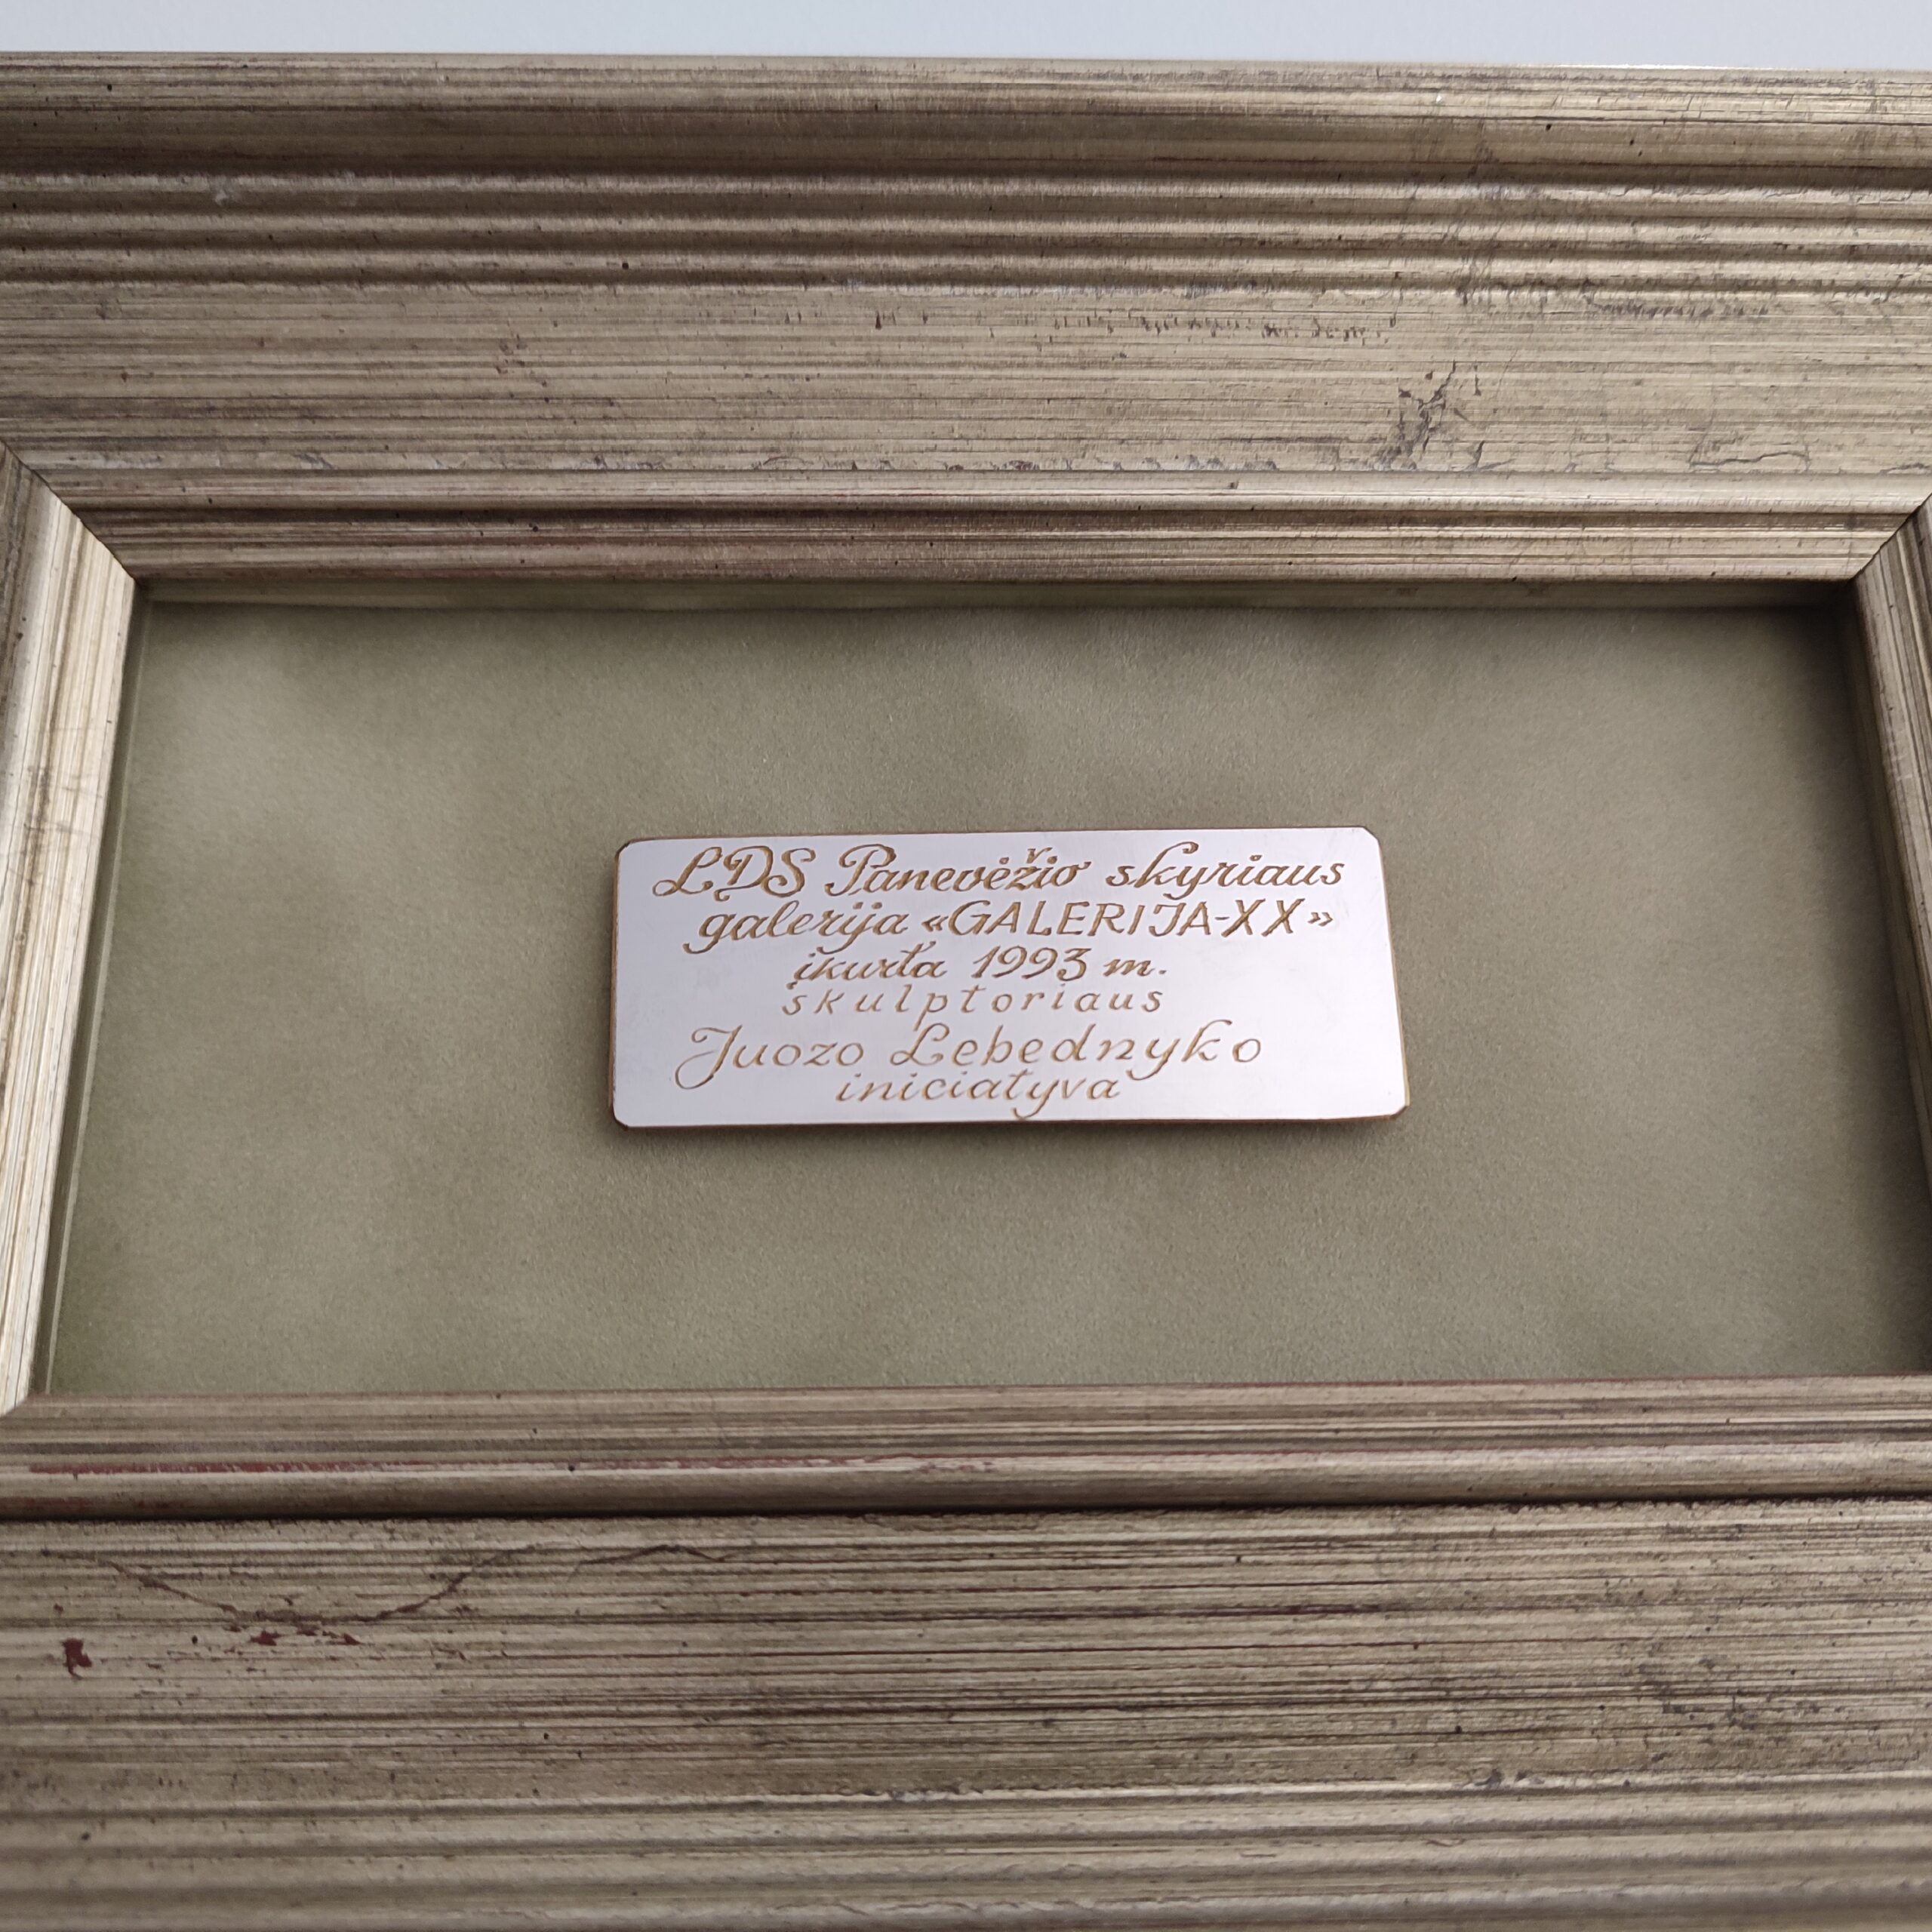 LDS Panevėžio skyriaus
galerija «GALERIJA-XX»
įkurta 1993 m.
skulptoriaus
Juozo Lebednyko
iniciatyva